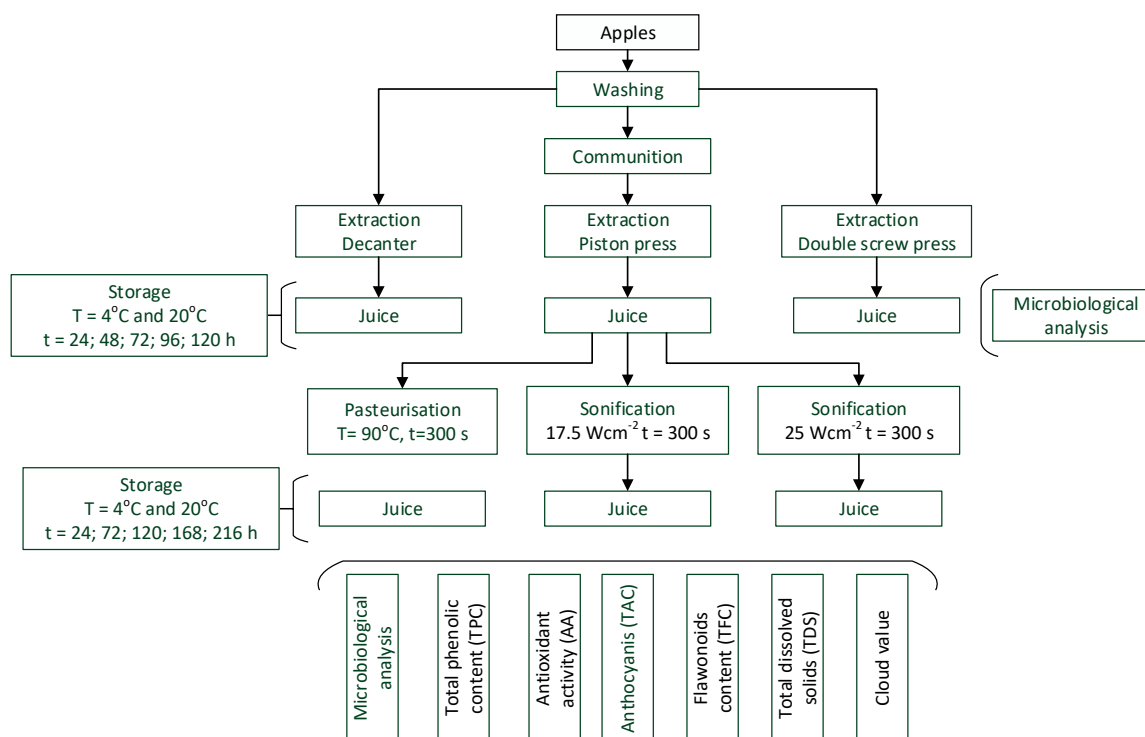 Apples
Washing
Communition
Extraction
Decanter
Extraction
Piston press
Extraction
Double screw press
Storage
T = 4°C and 20°C
t = 24; 48; 72; 96; 120 h
Juice
Juice
Juice
Microbiological
analysis
Pasteurisation
T= 90°C, t=300 s
Sonification
17.5 Wcm⁻² t = 300 s
Sonification
25 Wcm⁻² t = 300 s
Storage
T = 4°C and 20°C
t = 24; 72; 120; 168; 216 h
Juice
Juice
Juice
Microbiological
analysis
Total phenolic
content (TPC)
Antioxidant
activity (AA)
Anthocyanis (TAC)
Flawonoids
content (TFC)
Total dissolved
solids (TDS)
Cloud value